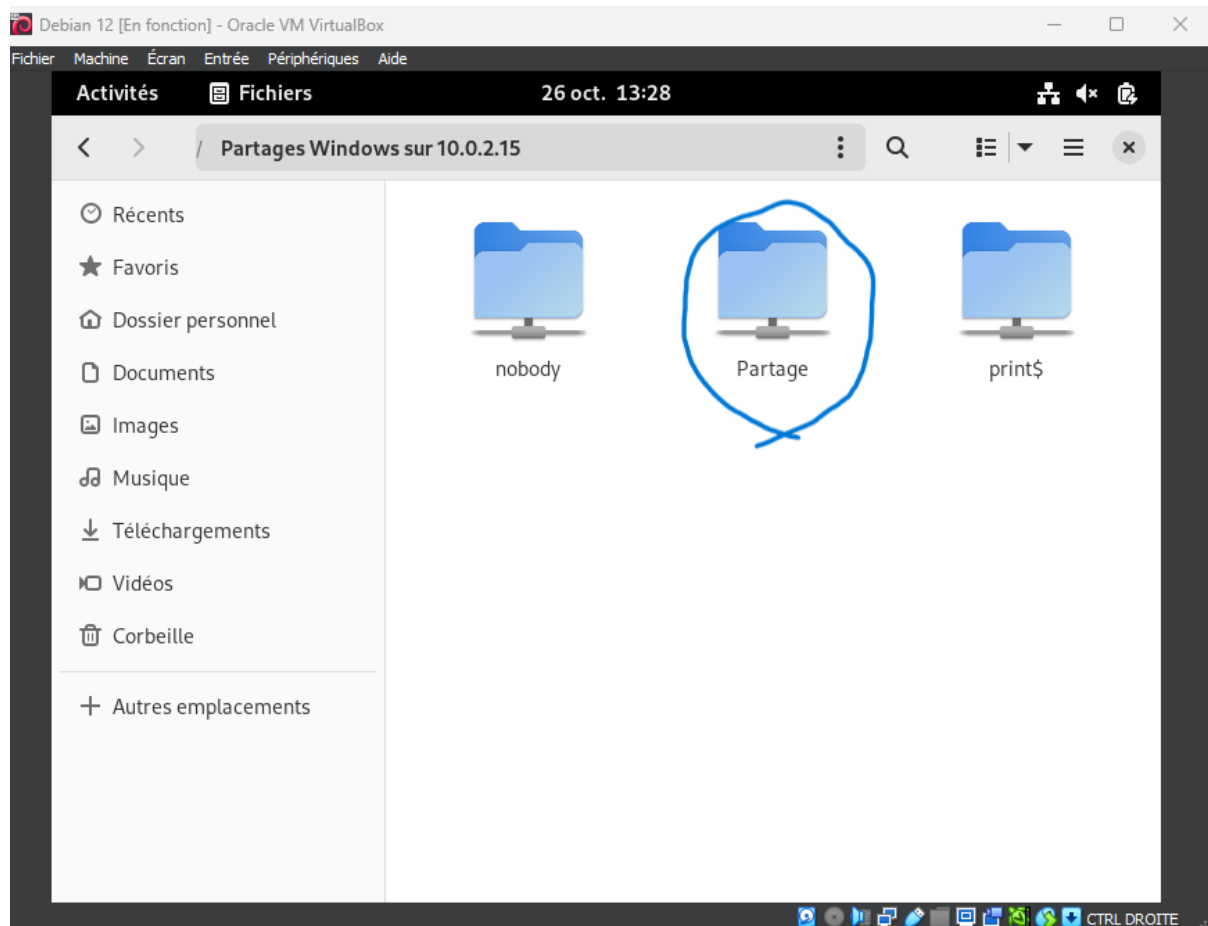 Debian 12 [En fonction] - Oracle VM VirtualBox
Fichier Machine Écran Entrée Périphériques Aide
Activités Fichiers 26 oct. 13:28
/ Partages Windows sur 10.0.2.15
Récents
Favoris
Dossier personnel
Documents
Images
Musique
Téléchargements
Vidéos
Corbeille
+ Autres emplacements
nobody Partage print$
CTRL DROITE